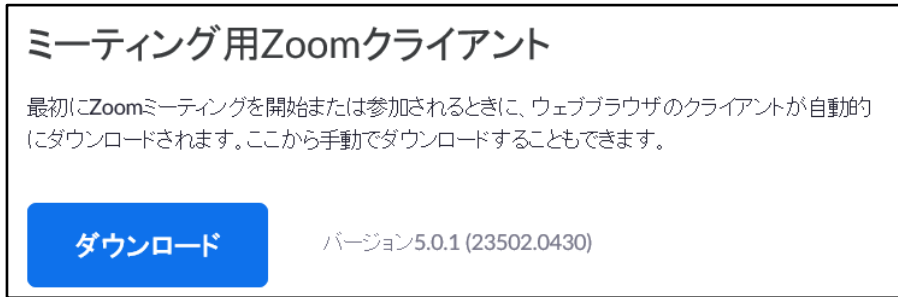 ミーティング用Zoomクライアント
最初にZoomミーティングを開始または参加されるときに、ウェブブラウザのクライアントが自動的
にダウンロードされます。ここから手動でダウンロードすることもできます。
ダウンロード バージョン5.0.1 (23502.0430)